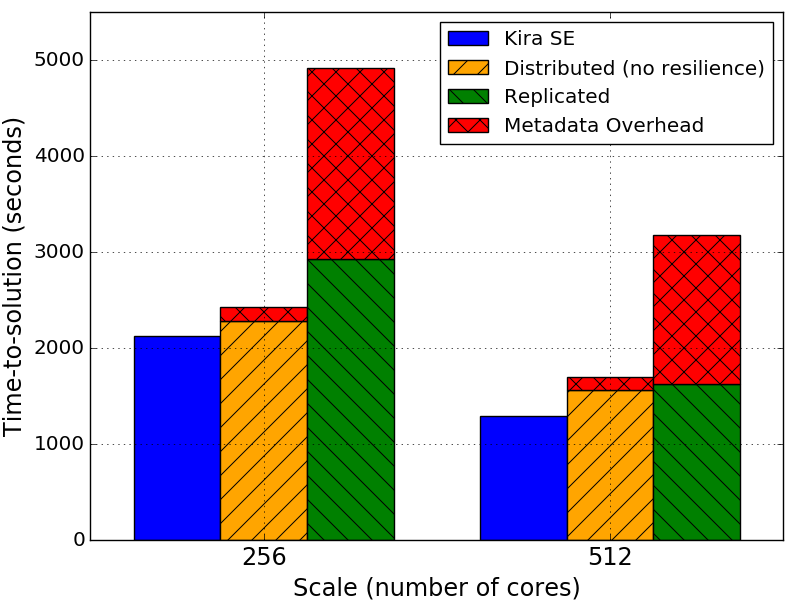 Time-to-solution (seconds)
5000
4000
3000
2000
1000
0
Kira SE
Distributed (no resilience)
Replicated
Metadata Overhead
256
512
Scale (number of cores)